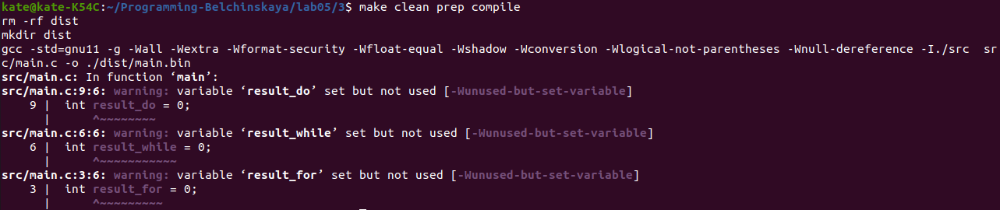 kate@kate-K54C:~/Programming-Belchinskaya/lab05/3$ make clean prep compile
rm -rf dist
mkdir dist
gcc -std=gnu11 -g -Wall -Wextra -Wformat-security -Wfloat-equal -Wshadow -Wconversion -Wlogical-not-parentheses -Wnull-dereference -I./src  sr
c/main.c -o ./dist/main.bin
src/main.c: In function ‘main’:
src/main.c:9:6: warning: variable ‘result_do’ set but not used [-Wunused-but-set-variable]
    9 |  int result_do = 0;
      |      ^~~~~~~~~
src/main.c:6:6: warning: variable ‘result_while’ set but not used [-Wunused-but-set-variable]
    6 |  int result_while = 0;
      |      ^~~~~~~~~~~~
src/main.c:3:6: warning: variable ‘result_for’ set but not used [-Wunused-but-set-variable]
    3 |  int result_for = 0;
      |      ^~~~~~~~~~